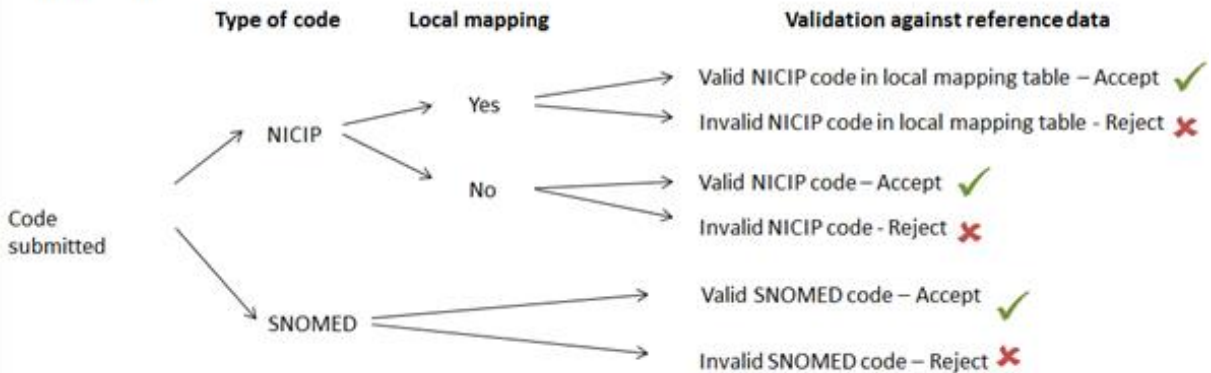 Type of code
Local mapping
Validation against reference data
Valid NICIP code in local mapping table – Accept
Yes
Invalid NICIP code in local mapping table - Reject
NICIP
Valid NICIP code – Accept
No
Code
submitted
Invalid NICIP code - Reject
Valid SNOMED code – Accept
SNOMED
Invalid SNOMED code – Reject